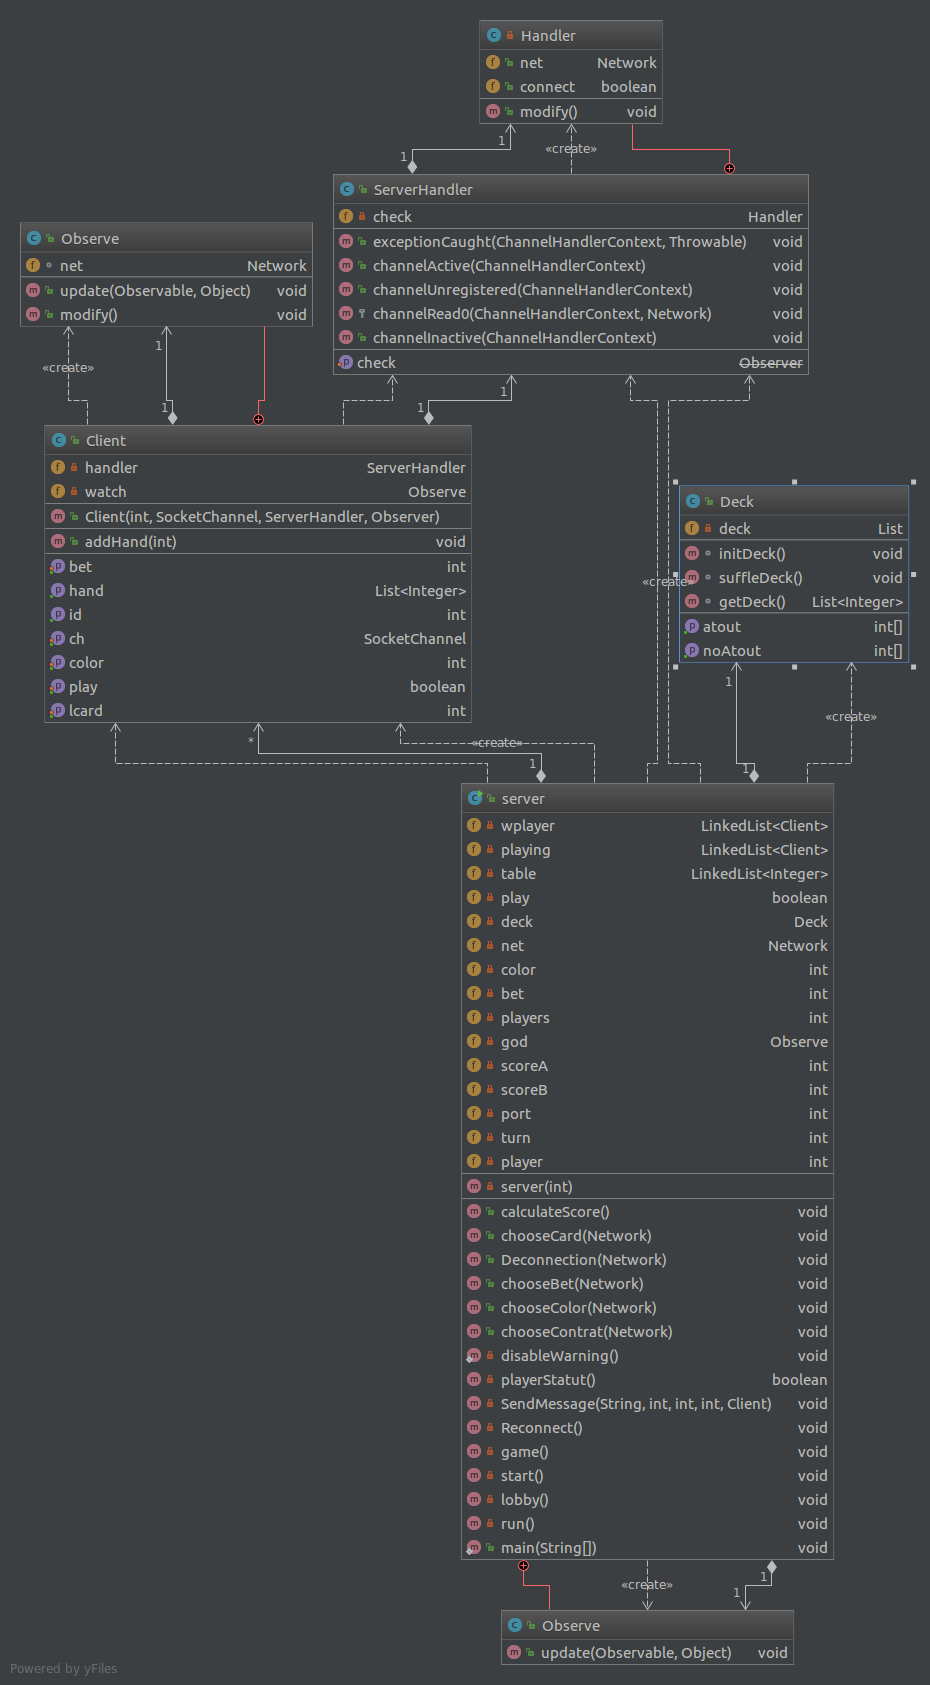 Handler
net Network
connect boolean
modify() void
1
1
«create»
ServerHandler
check Handler
exceptionCaught(ChannelHandlerContext, Throwable) void
channelActive(ChannelHandlerContext) void
channelUnregistered(ChannelHandlerContext) void
channelRead0(ChannelHandlerContext, Network) void
channelInactive(ChannelHandlerContext) void
check Observer
Observe
net Network
update(Observable, Object) void
modify() void
«create»
1
1
1
1
Client
handler ServerHandler
watch Observe
Client(int, SocketChannel, ServerHandler, Observer)
addHand(int) void
bet int
hand List<Integer>
id int
ch SocketChannel
color int
play boolean
lcard int
Deck
deck List
initDeck() void
suffleDeck() void
getDeck() List<Integer>
atout int[]
noAtout int[]
«create»
*
«create»
1
1
1
«create»
server
wplayer LinkedList<Client>
playing LinkedList<Client>
table LinkedList<Integer>
play boolean
deck Deck
net Network
color int
bet int
players int
god Observe
scoreA int
scoreB int
port int
turn int
player int
server(int)
calculateScore() void
chooseCard(Network) void
Deconnection(Network) void
chooseBet(Network) void
chooseColor(Network) void
chooseContrat(Network) void
disableWarning() void
playerStatut() boolean
SendMessage(String, int, int, int, Client) void
Reconnect() void
game() void
start() void
lobby() void
run() void
main(String[]) void
«create»
1
1
Observe
update(Observable, Object) void
Powered by yFiles